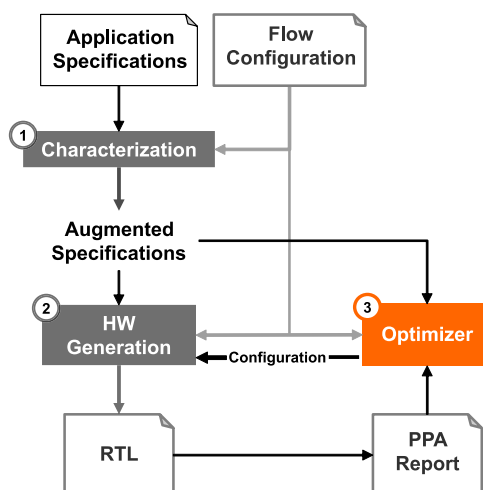 Application
Specifications
Flow
Configuration
1
Characterization
Augmented
Specifications
2
HW
Generation
Configuration
3
Optimizer
RTL
PPA
Report